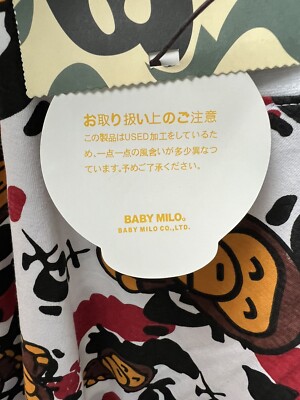 お取り扱い上のご注意
この製品はUSED加工をしているた
め、一点一点の風合いが多少異なっ
ています。予めご了承ください。
BABY MILO®
BABY MILO CO.,LTD.